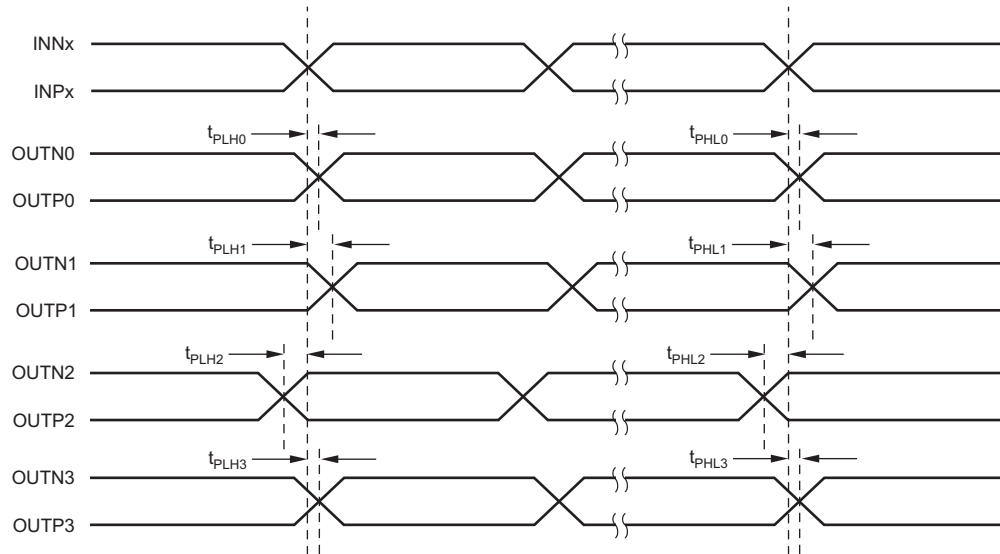 INNx
INPx
tPLH0 tPHL0
OUTN0
OUTP0
tPLH1 tPHL1
OUTN1
OUTP1
tPLH2 tPHL2
OUTN2
OUTP2
tPLH3 tPHL3
OUTN3
OUTP3